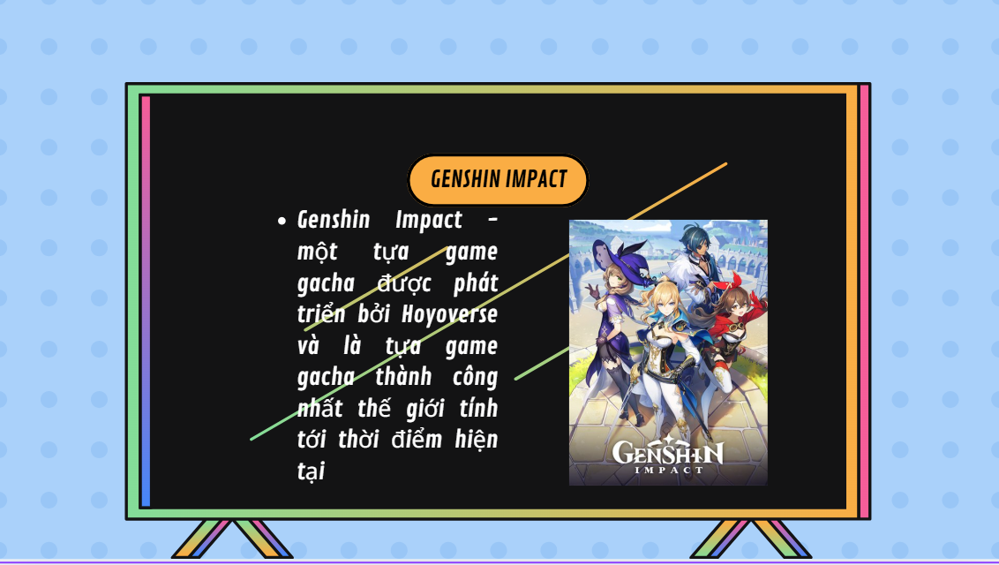 GENSHIN IMPACT
• Genshin Impact -
một tựa game
gacha được phát
triển bởi Hoyoverse
và là tựa game
gacha thành công
nhất thế giới tính
tới thời điểm hiện
tại
GENSHIN
IMPACT